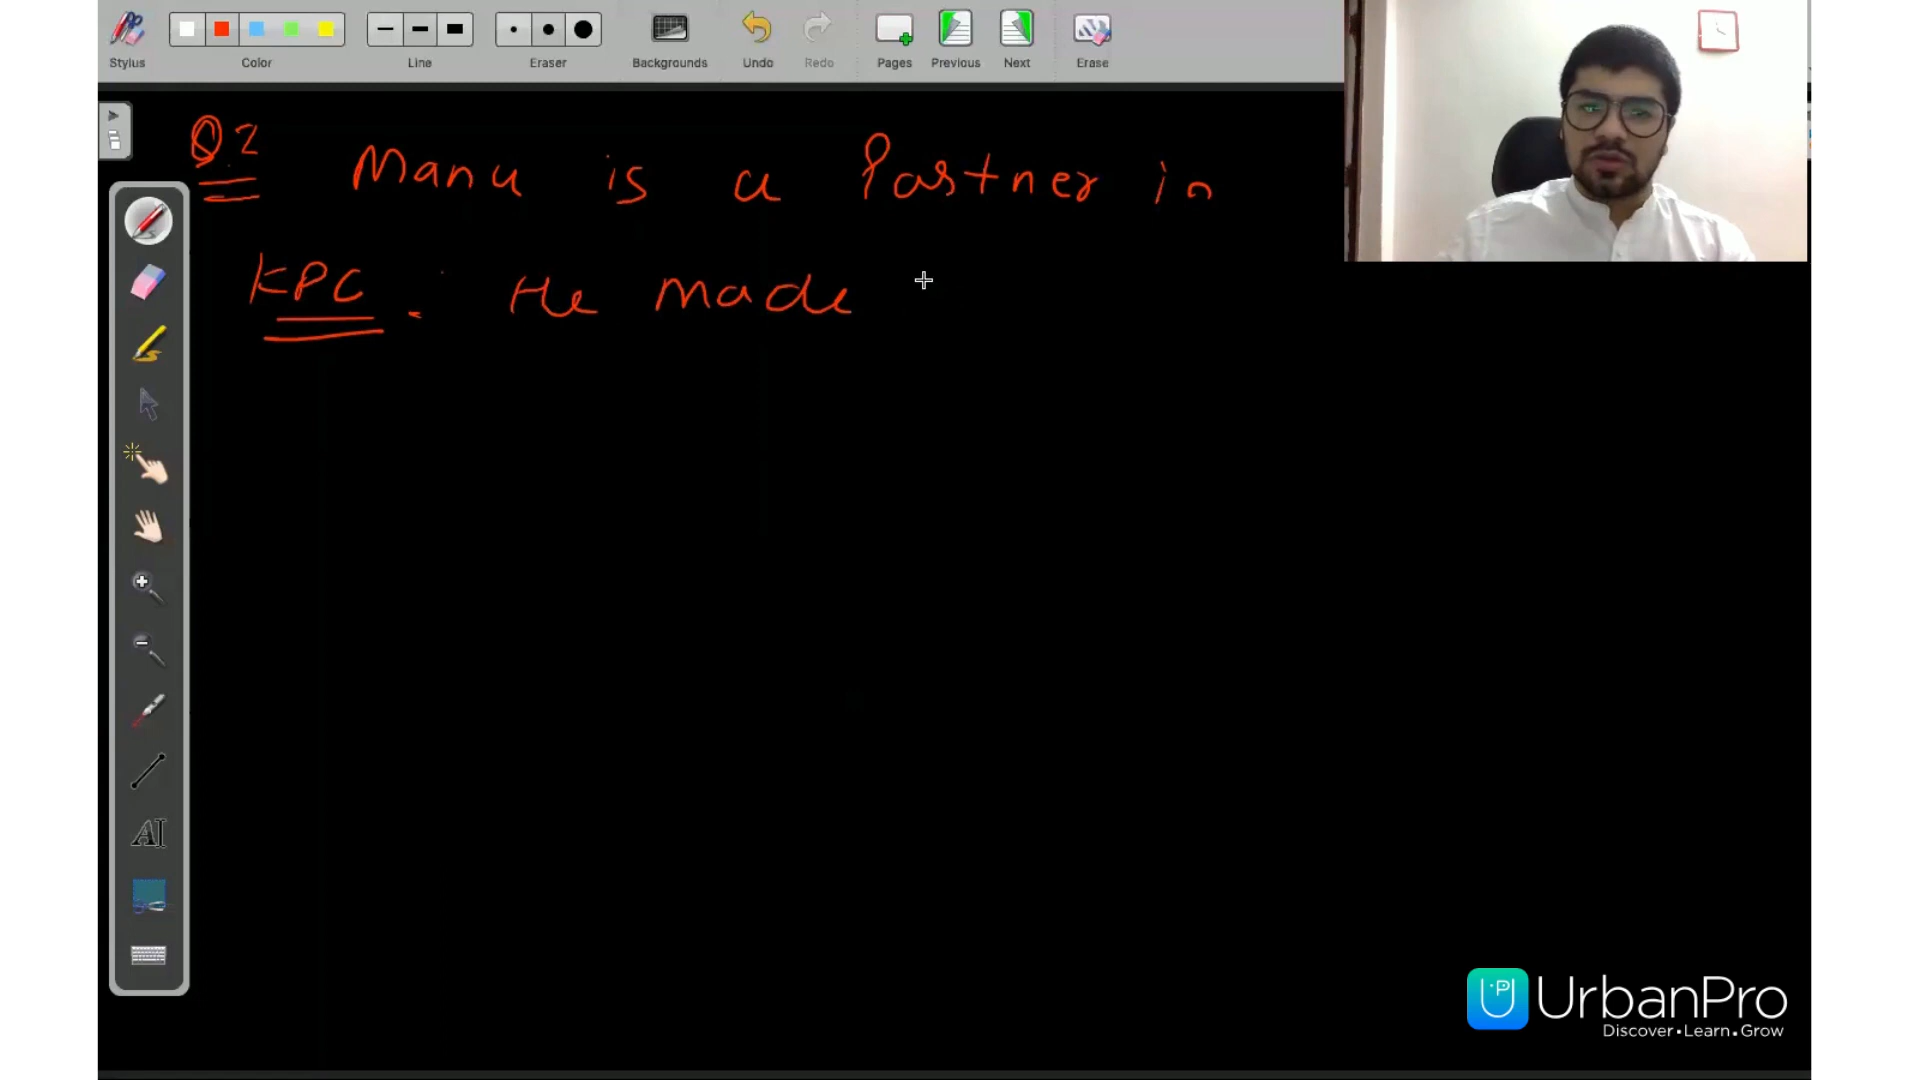 Stylus
Color
Line
Eraser
Backgrounds
Undo
Redo
Pages
Previous
Next
Erase
Q2 Manu is a Partner in
KPC. He made
AI
UrbanPro
Discover•Learn•Grow